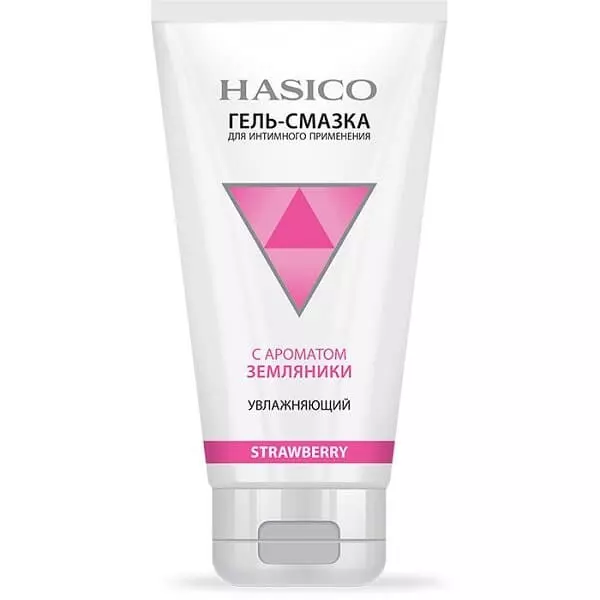 HASICO
ГЕЛЬ-СМАЗКА
ДЛЯ ИНТИМНОГО ПРИМЕНЕНИЯ
С АРОМАТОМ
ЗЕМЛЯНИКИ
УВЛАЖНЯЮЩИЙ
STRAWBERRY